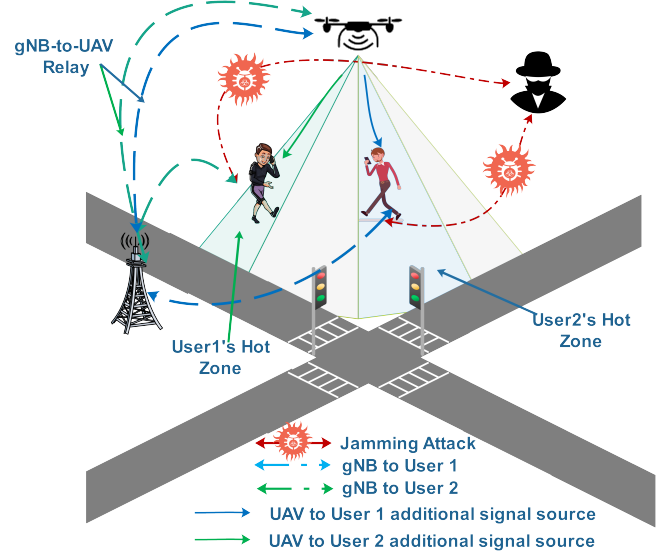 gNB-to-UAV
Relay
User1's Hot
Zone
User2's Hot
Zone
Jamming Attack
gNB to User 1
gNB to User 2
UAV to User 1 additional signal source
UAV to User 2 additional signal source